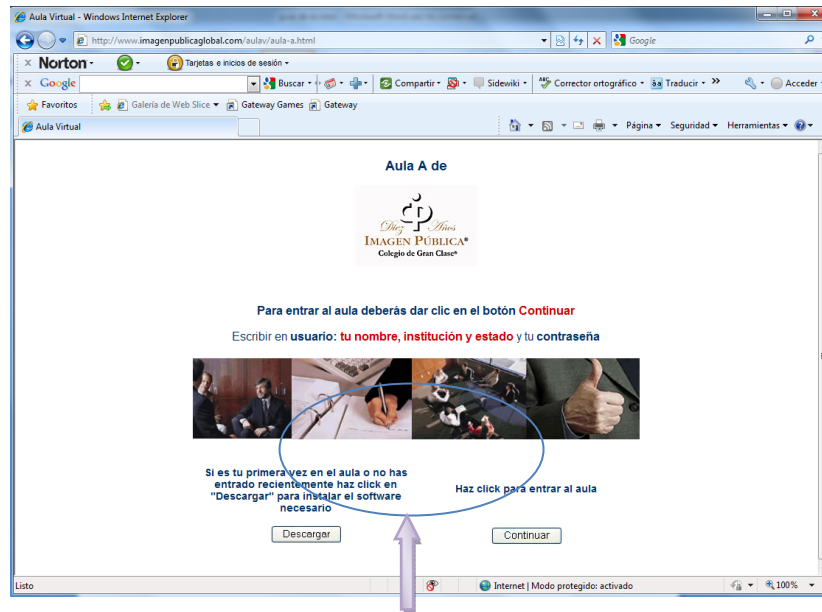 Aula Virtual - Windows Internet Explorer
http://www.imagenpublicaglobal.com/aulav/aula-a.html
Google
Norton
Tarjetas e inicios de sesión
Google
Buscar
Compartir
Sidewiki
ABC
Corrector ortográfico
Traducir
Acceder
Favoritos
Galería de Web Slice
Gateway Games
Gateway
Aula Virtual
Página
Seguridad
Herramientas
Aula A de
Diez Años
IMAGEN PÚBLICA®
Colegio de Gran Clase®
Para entrar al aula deberás dar clic en el botón Continuar
Escribir en usuario: tu nombre, institución y estado y tu contraseña
Si es tu primera vez en el aula o no has
entrado recientemente haz click en
"Descargar" para instalar el software
necesario
Haz click para entrar al aula
Descargar
Continuar
Listo
Internet | Modo protegido: activado
100%